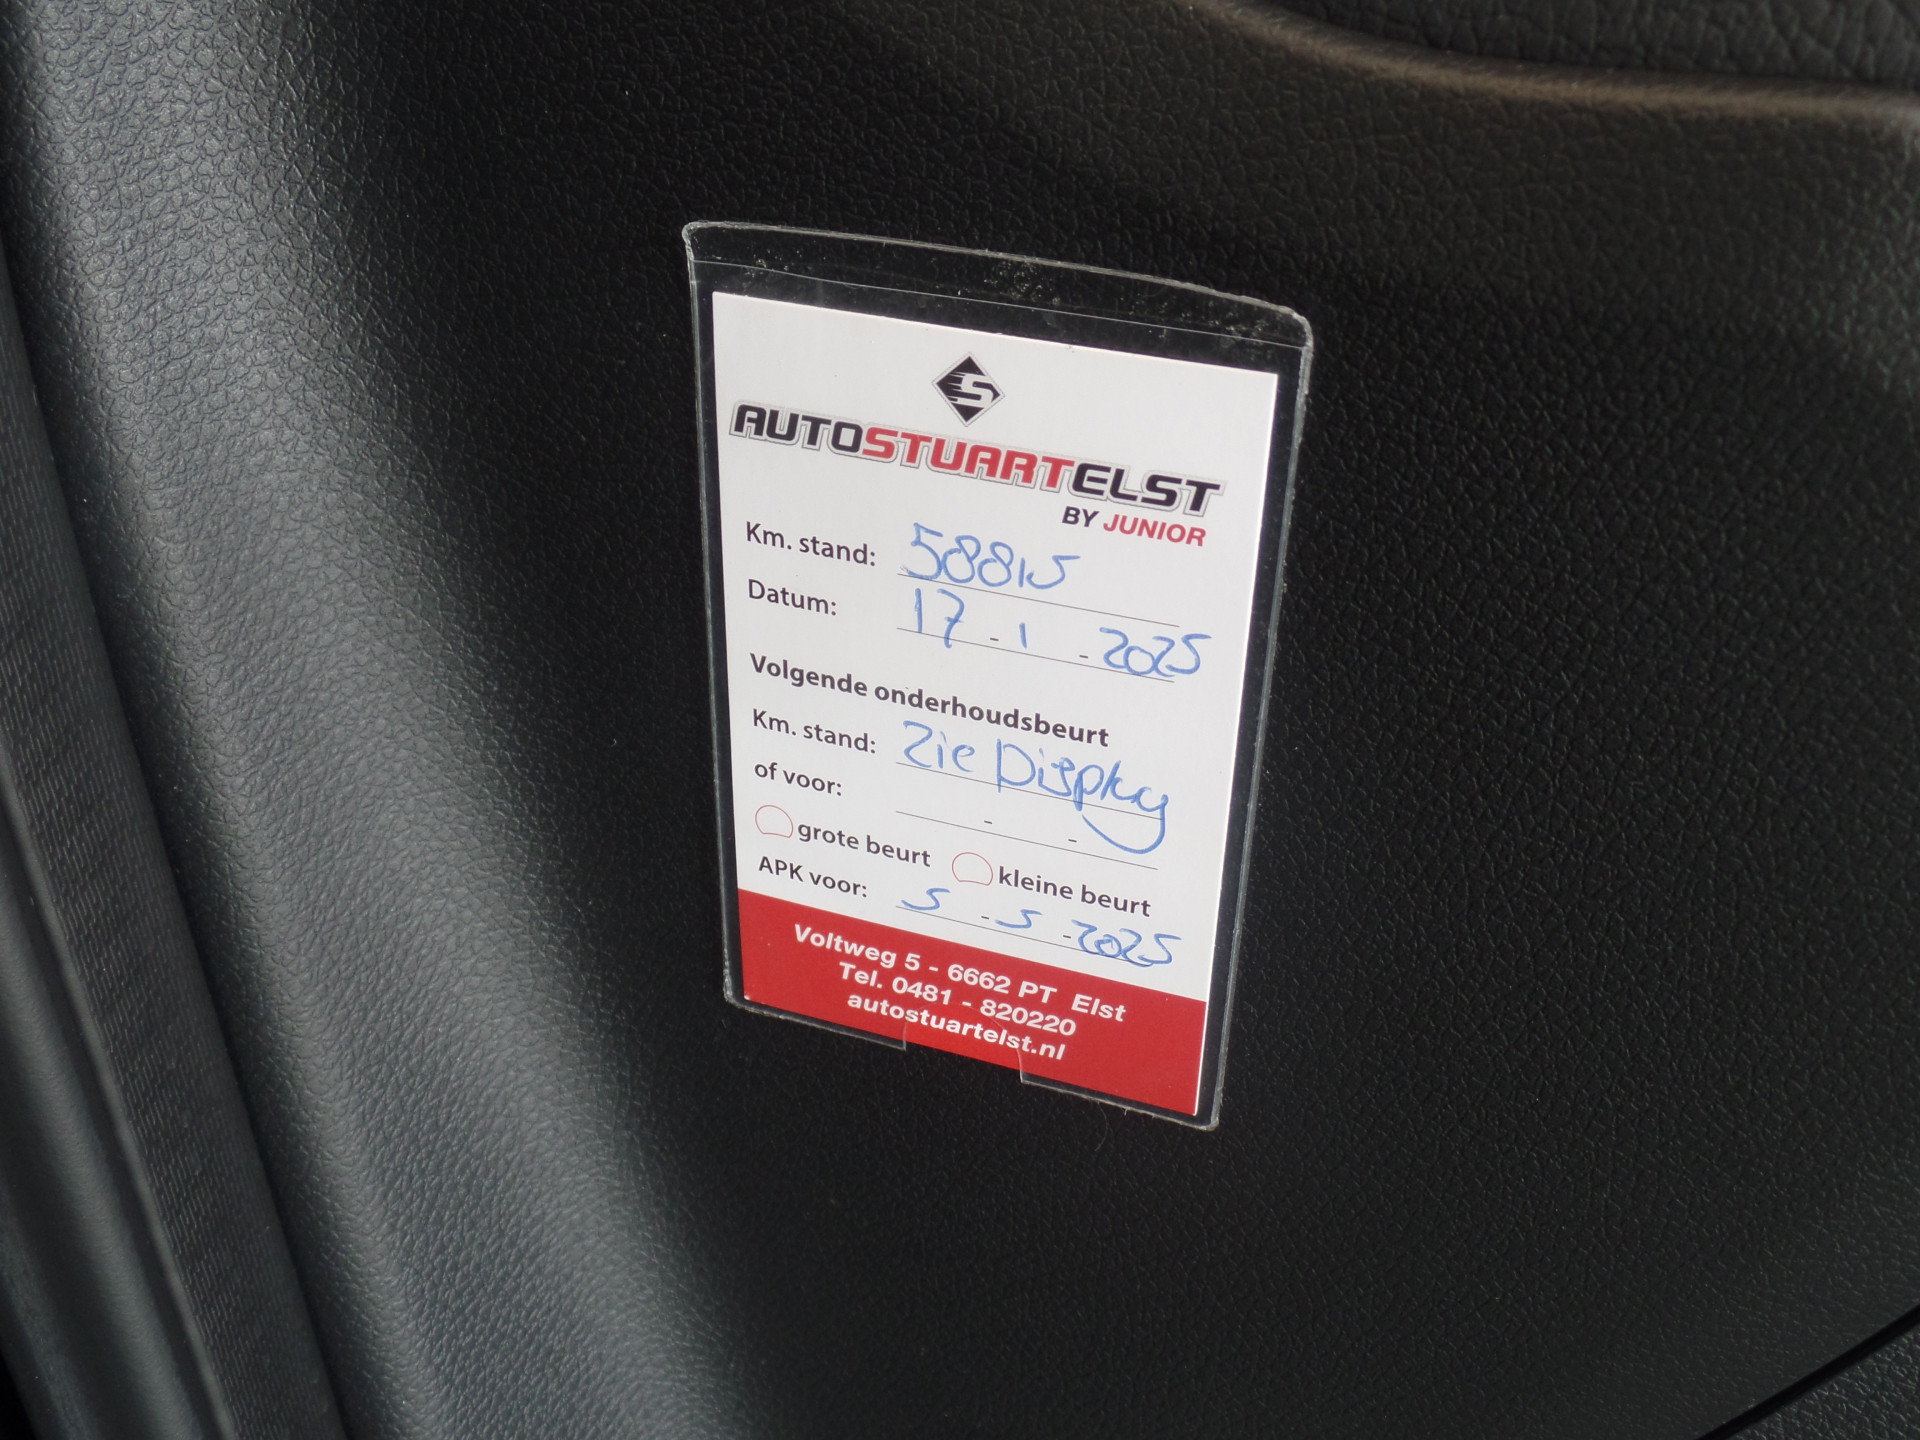 S
AUTOSTUARTELST
BY JUNIOR
Km. stand: 58815
Datum: 17 - 1 - 2025
Volgende onderhoudsbeurt
Km. stand: Zie Display
of voor: - -
grote beurt kleine beurt
APK voor: 5 - 5 - 2025
Voltweg 5 - 6662 PT Elst
Tel. 0481 - 820220
autostuartelst.nl